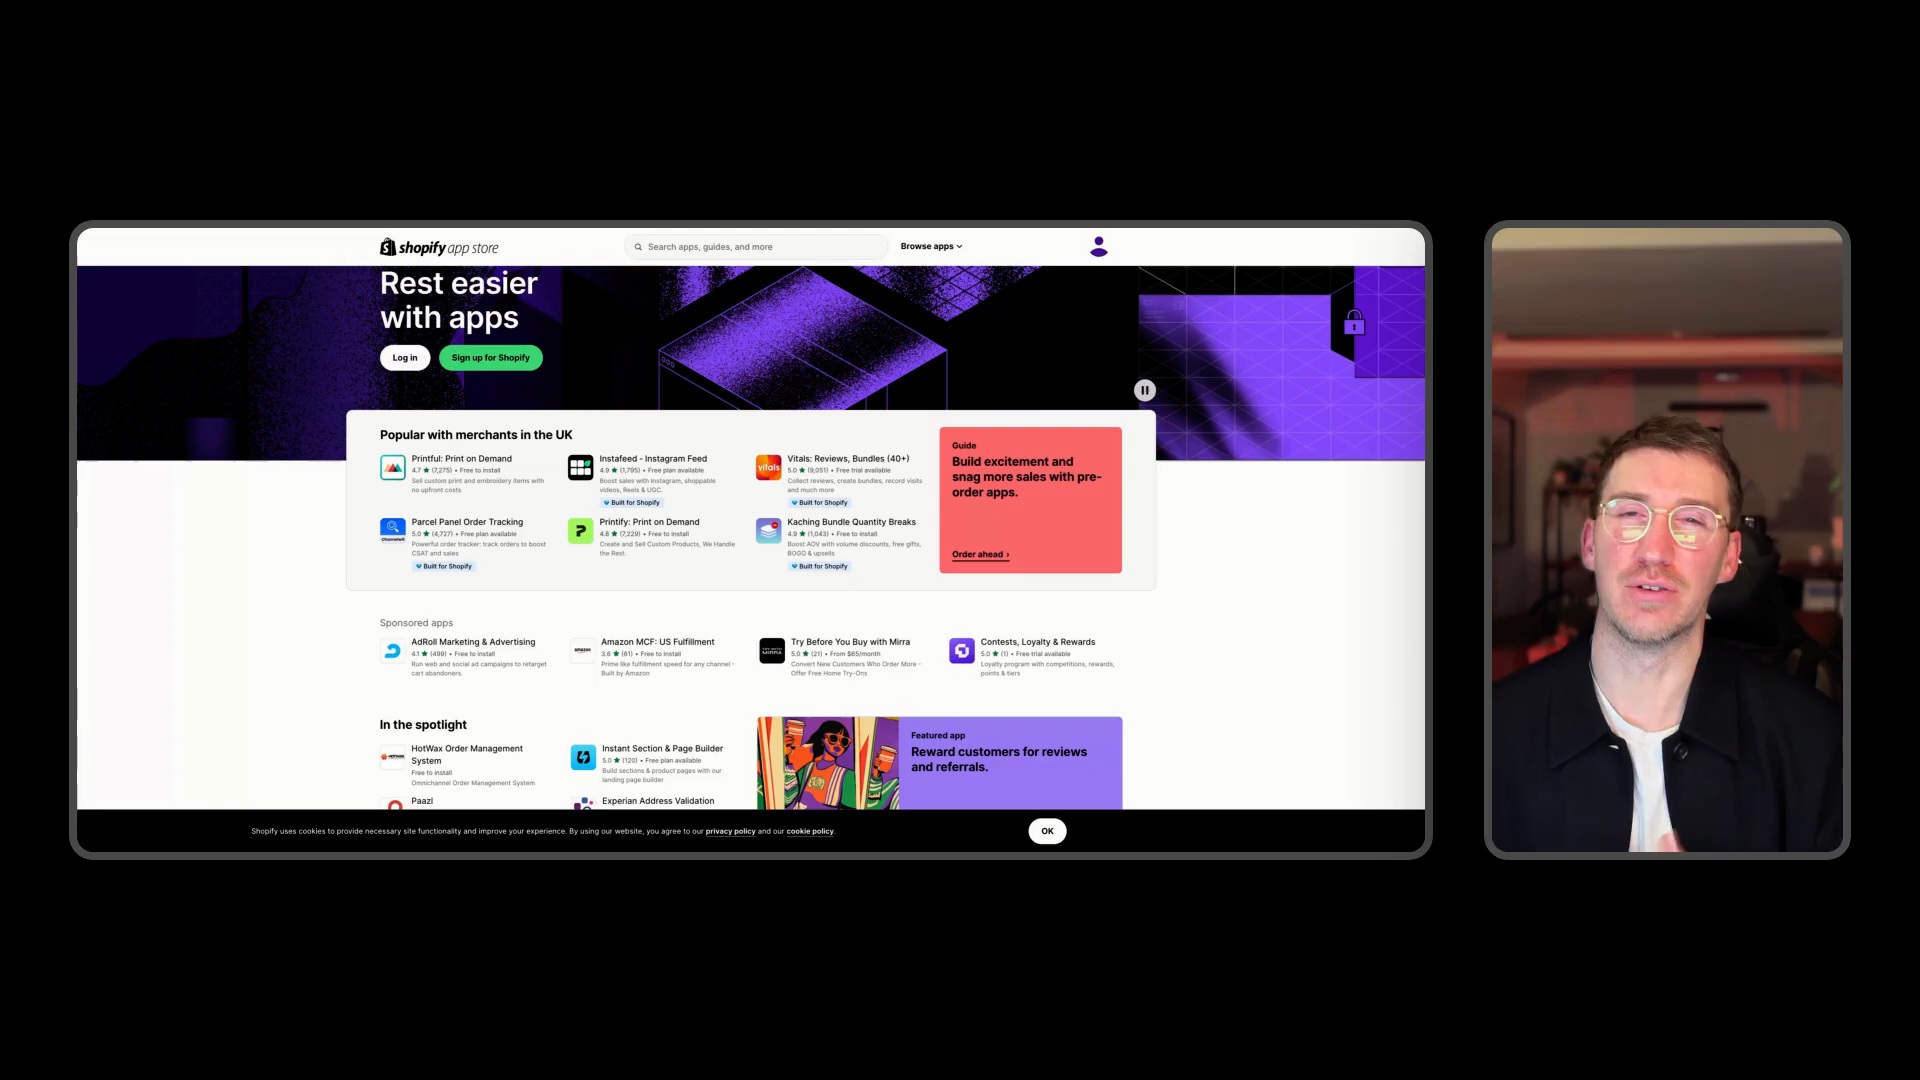 shopify app store
Search apps, guides, and more
Browse apps
Rest easier
with apps
Log in
Sign up for Shopify
Popular with merchants in the UK
Printful: Print on Demand
4.7 ★ (7,275) • Free to install
Sell custom print and embroidery items with
no upfront costs
Instafeed - Instagram Feed
4.9 ★ (1,795) • Free plan available
Boost sales with Instagram, shoppable
videos, Reels & UGC.
Built for Shopify
vitals
Vitals: Reviews, Bundles (40+)
5.0 ★ (9,051) • Free trial available
Collect reviews, create bundles, record visits
and much more
Built for Shopify
Parcel Panel Order Tracking
5.0 ★ (4,727) • Free plan available
Powerful order tracker: track orders to boost
CSAT and sales
Built for Shopify
Printify: Print on Demand
4.8 ★ (7,229) • Free to install
Create and Sell Custom Products, We Handle
the Rest.
Kaching Bundle Quantity Breaks
4.9 ★ (1,043) • Free to install
Boost AOV with volume discounts, free gifts,
BOGO & upsells
Built for Shopify
Guide
Build excitement and
snag more sales with pre-
order apps.
Order ahead ›
Sponsored apps
AdRoll Marketing & Advertising
4.1 ★ (499) • Free to install
Run web and social ad campaigns to retarget
cart abandoners.
amazon
Amazon MCF: US Fulfillment
3.6 ★ (61) • Free to install
Prime like fulfillment speed for any channel -
Built by Amazon
TRY WITH
MIRRA
Try Before You Buy with Mirra
5.0 ★ (21) • From $65/month
Convert New Customers Who Order More -
Offer Free Home Try-Ons
Contests, Loyalty & Rewards
5.0 ★ (1) • Free trial available
Loyalty program with competitions, rewards,
points & tiers
In the spotlight
HotWax Order Management
System
Free to install
Omnichannel Order Management System
Instant Section & Page Builder
5.0 ★ (120) • Free plan available
Build sections & product pages with our
landing page builder
Paazl
Experian Address Validation
Featured app
Reward customers for reviews
and referrals.
Shopify uses cookies to provide necessary site functionality and improve your experience. By using our website, you agree to our privacy policy and our cookie policy.
OK